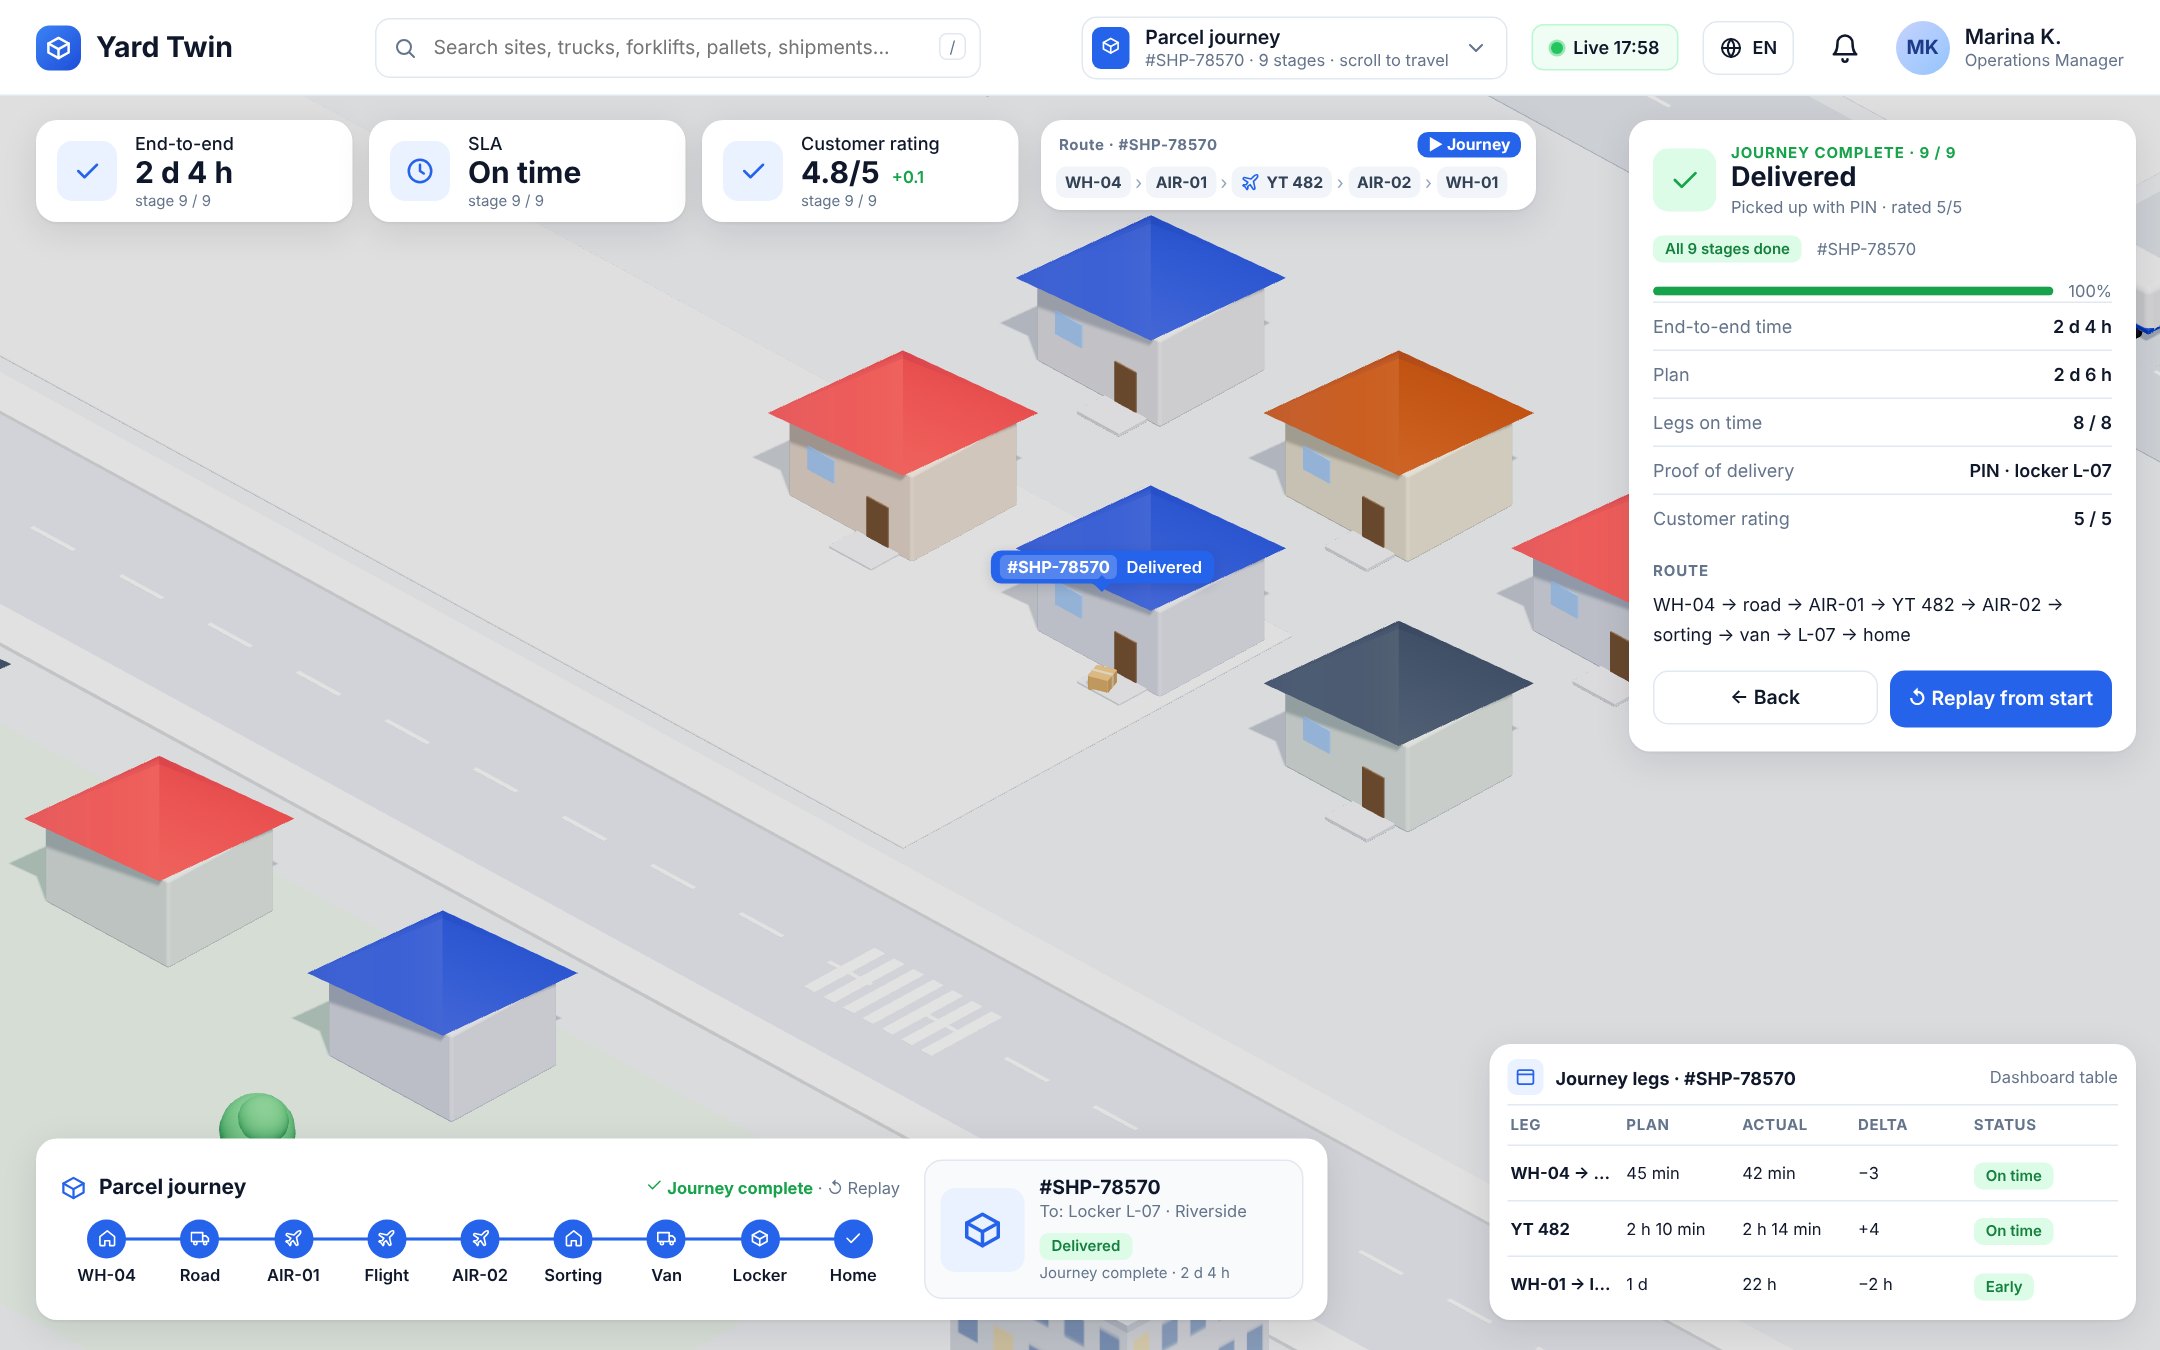 Yard Twin
Search sites, trucks, forklifts, pallets, shipments...
/
Parcel journey
#SHP-78570 · 9 stages · scroll to travel
Live 17:58
EN
MK
Marina K.
Operations Manager
End-to-end
2 d 4 h
stage 9 / 9
SLA
On time
stage 9 / 9
Customer rating
4.8/5 +0.1
stage 9 / 9
Route · #SHP-78570
▶ Journey
WH-04 › AIR-01 › YT 482 › AIR-02 › WH-01
JOURNEY COMPLETE · 9 / 9
Delivered
Picked up with PIN · rated 5/5
All 9 stages done #SHP-78570
100%
End-to-end time 2 d 4 h
Plan 2 d 6 h
Legs on time 8 / 8
Proof of delivery PIN · locker L-07
Customer rating 5 / 5
ROUTE
WH-04 → road → AIR-01 → YT 482 → AIR-02 →
sorting → van → L-07 → home
← Back
↺ Replay from start
#SHP-78570 Delivered
Journey legs · #SHP-78570
Dashboard table
LEG PLAN ACTUAL DELTA STATUS
WH-04 → ... 45 min 42 min −3 On time
YT 482 2 h 10 min 2 h 14 min +4 On time
WH-01 → l... 1 d 22 h −2 h Early
Parcel journey
✓ Journey complete · ↺ Replay
WH-04 Road AIR-01 Flight AIR-02 Sorting Van Locker Home
#SHP-78570
To: Locker L-07 · Riverside
Delivered
Journey complete · 2 d 4 h